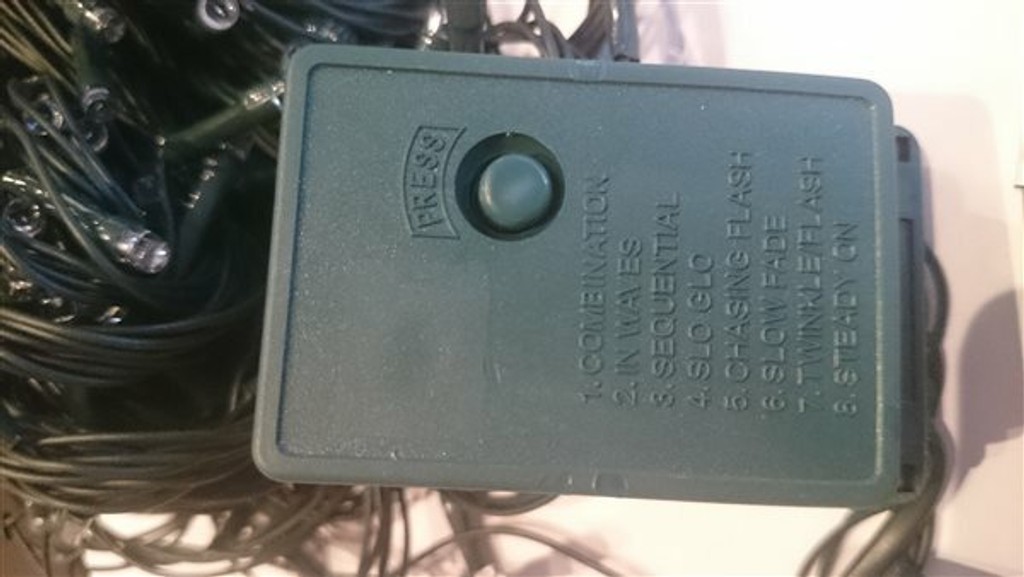 PRESS
1. COMBINATION
2. IN WAVES
3. SEQUENTIAL
4. SLO GLO
5. CHASING FLASH
6. SLOW FADE
7. TWINKLE/FLASH
8. STEADY ON